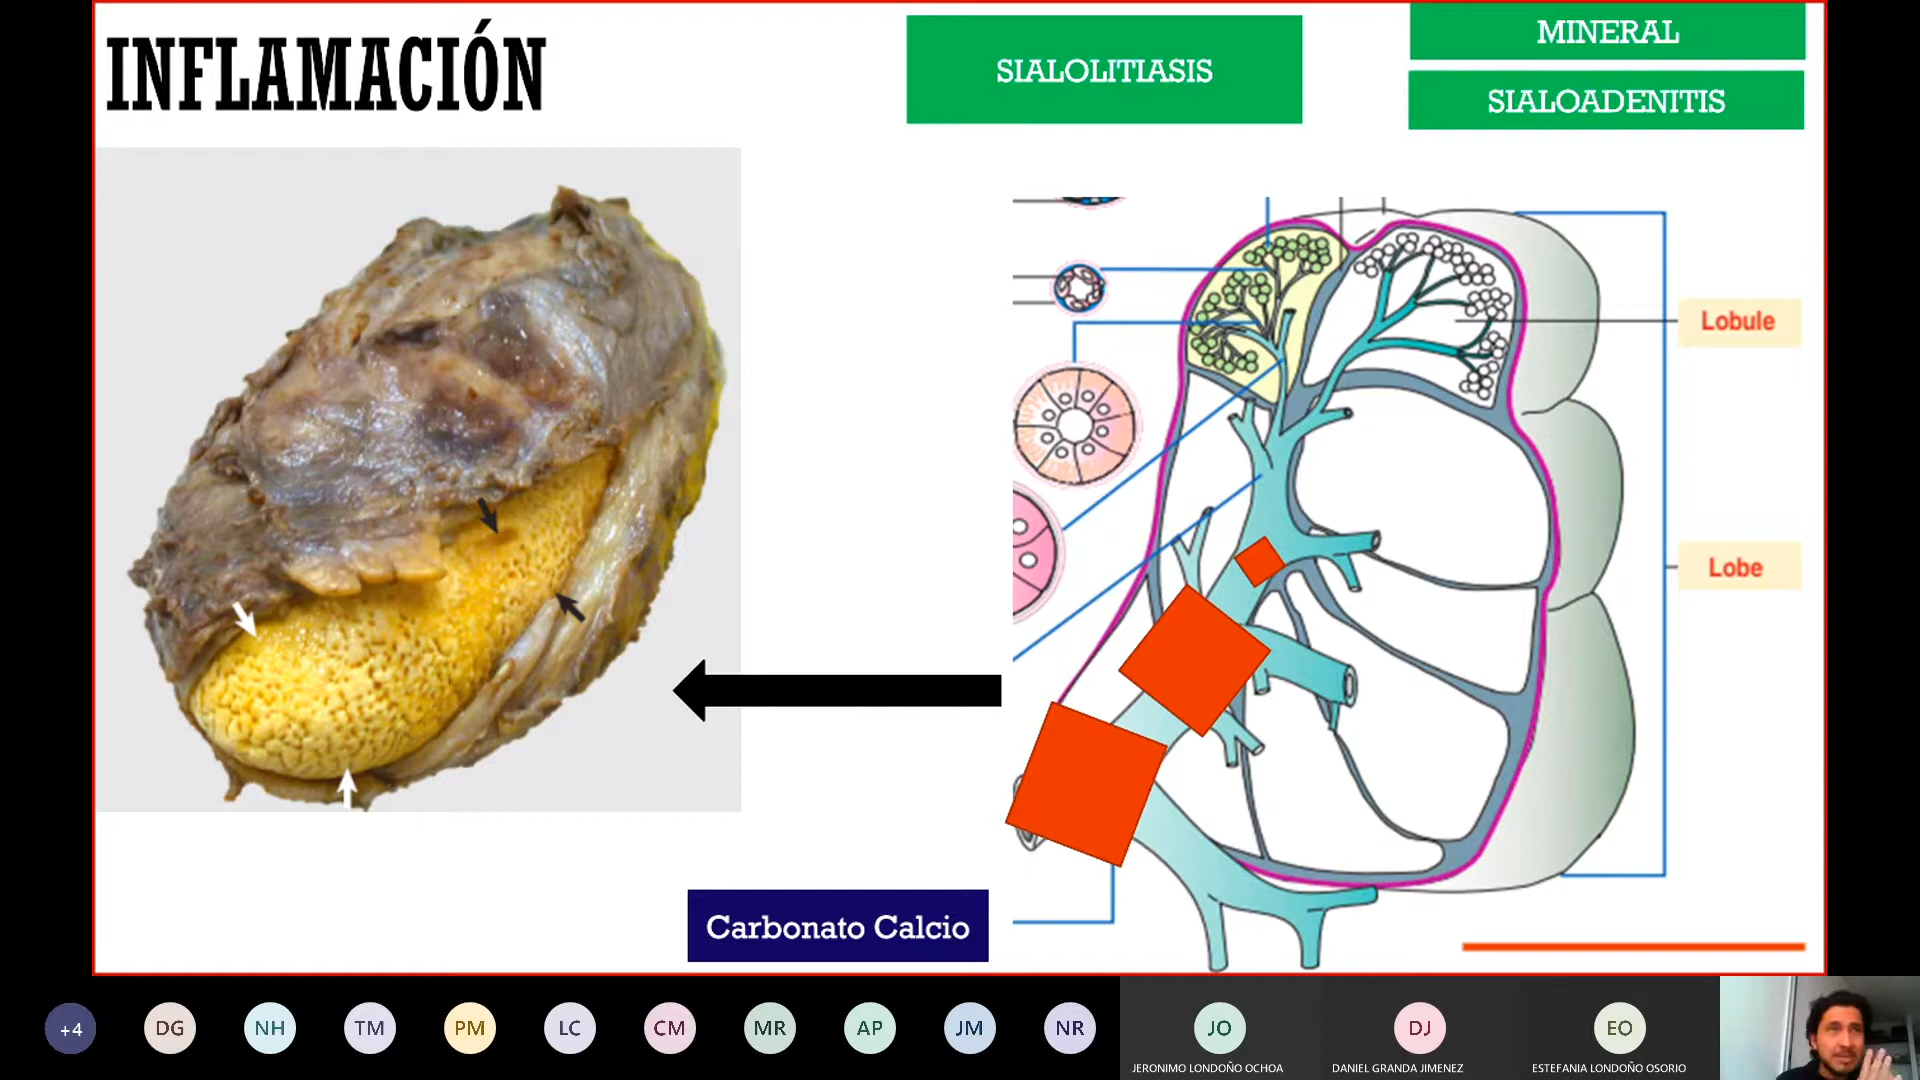 INFLAMACIÓN
SIALOLITIASIS
MINERAL
SIALOADENITIS
Lobule
Lobe
Carbonato Calcio
+4
DG
NH
TM
PM
LC
CM
MR
AP
JM
NR
JO
DJ
EO
JERONIMO LONDOÑO OCHOA
DANIEL GRANDA JIMENEZ
ESTEFANIA LONDOÑO OSORIO